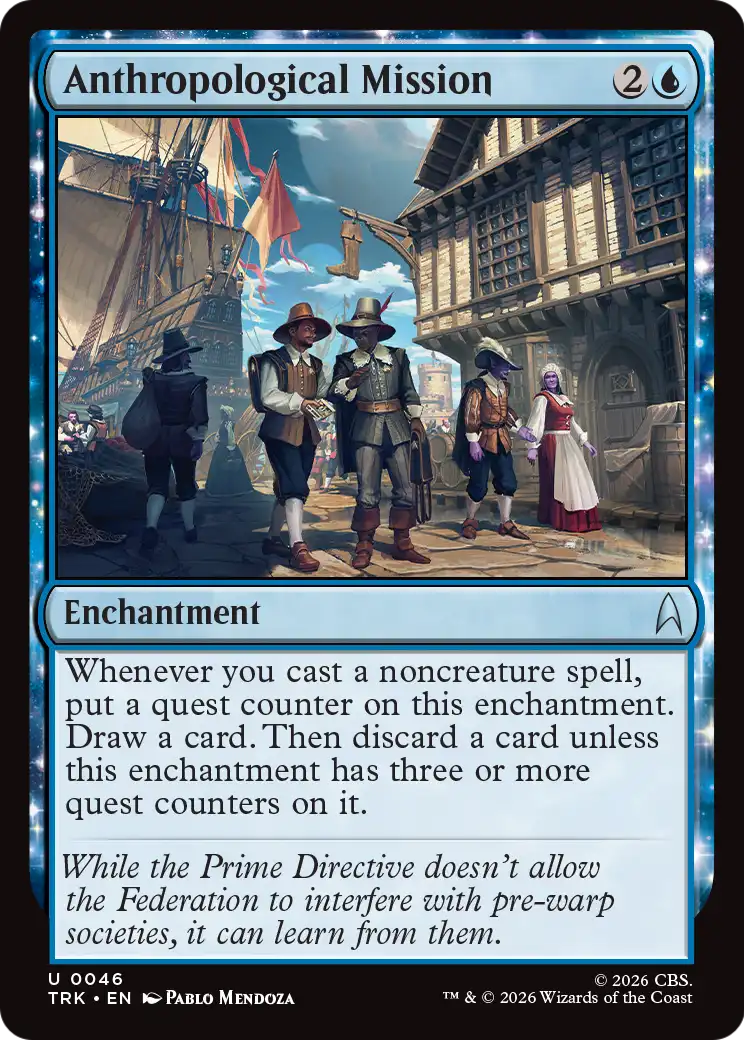 Anthropological Mission 2
Enchantment
Whenever you cast a noncreature spell,
put a quest counter on this enchantment.
Draw a card. Then discard a card unless
this enchantment has three or more
quest counters on it.
While the Prime Directive doesn't allow
the Federation to interfere with pre-warp
societies, it can learn from them.
U 0046 © 2026 CBS.
TRK • EN PABLO MENDOZA ™ & © 2026 Wizards of the Coast